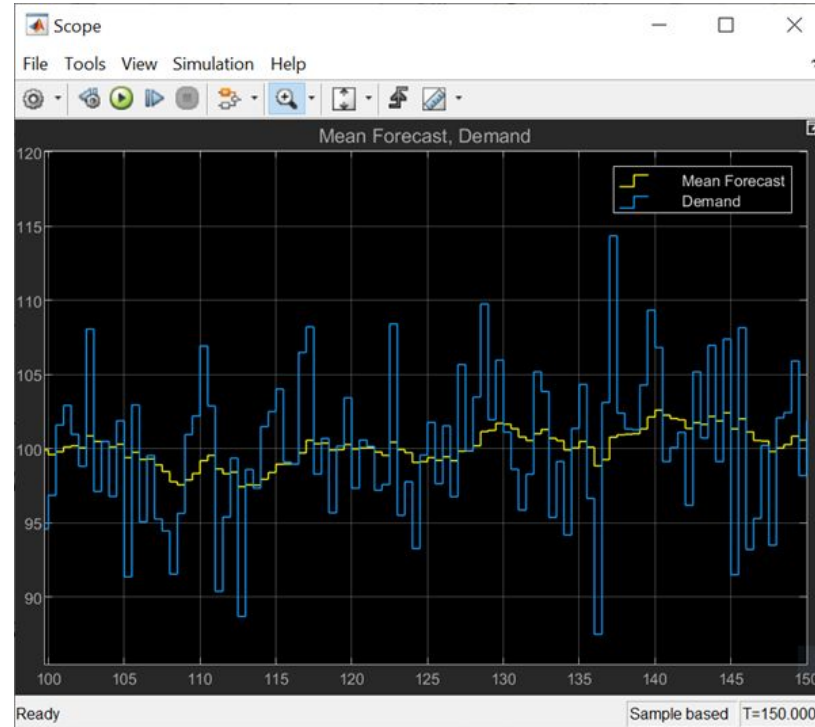 Scope
File Tools View Simulation Help
Mean Forecast, Demand
Mean Forecast
Demand
120
115
110
105
100
95
90
100 105 110 115 120 125 130 135 140 145 150
Ready Sample based T=150.000